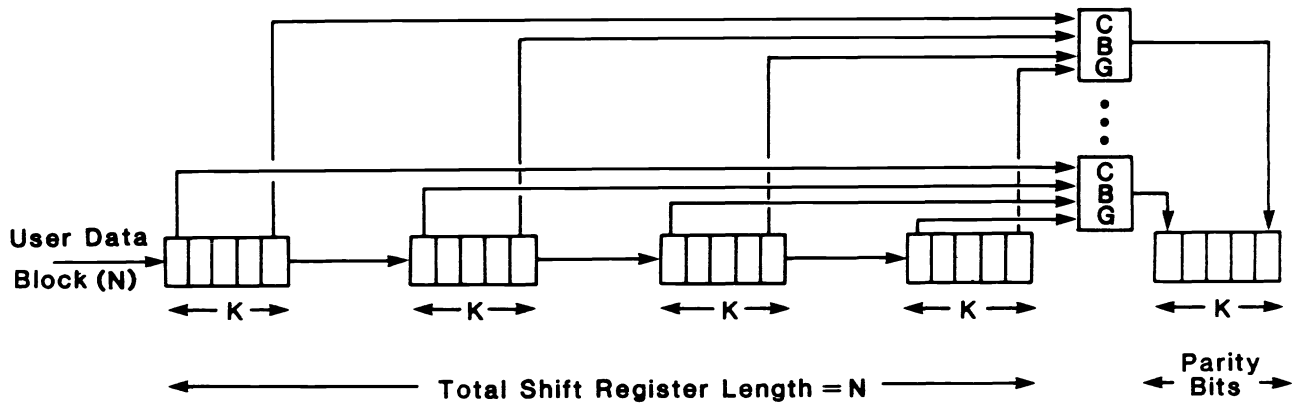 C
B
G
C
B
G
User Data
Block (N)
K
K
K
K
K
Total Shift Register Length = N
Parity
Bits